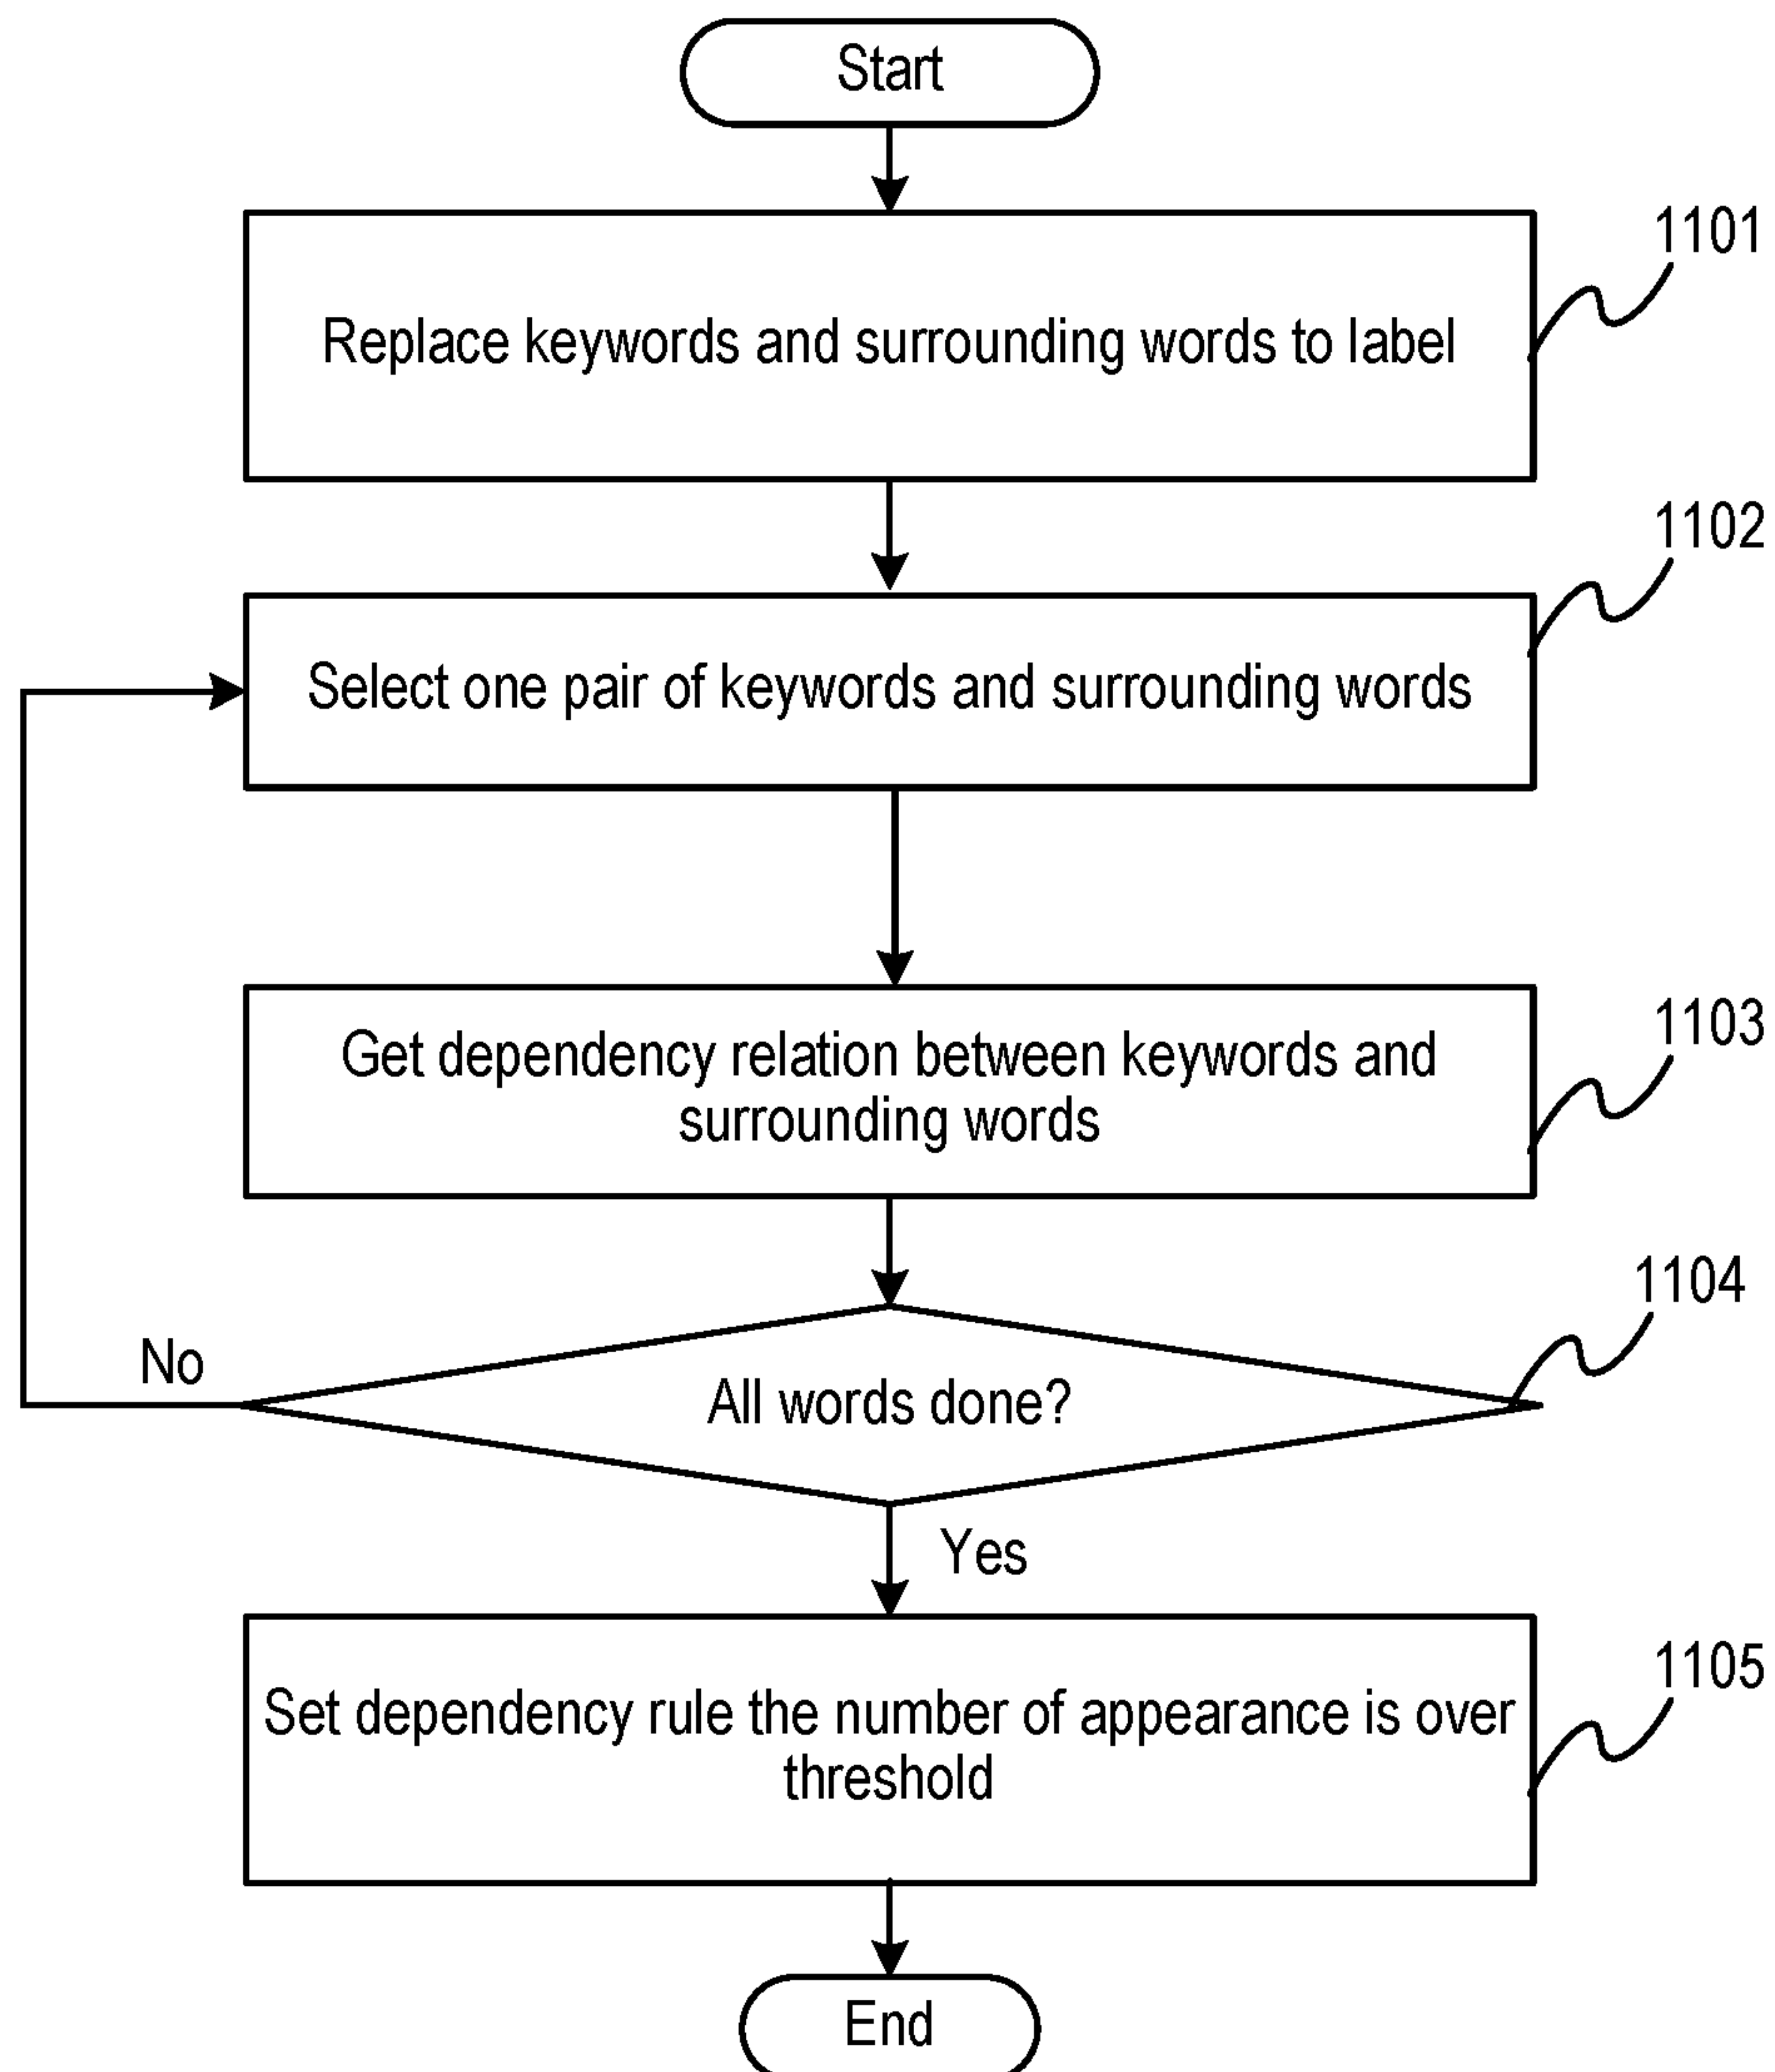 Start
1101
Replace keywords and surrounding words to label
1102
Select one pair of keywords and surrounding words
1103
Get dependency relation between keywords and
surrounding words
1104
No
All words done?
Yes
1105
Set dependency rule the number of appearance is over
threshold
End